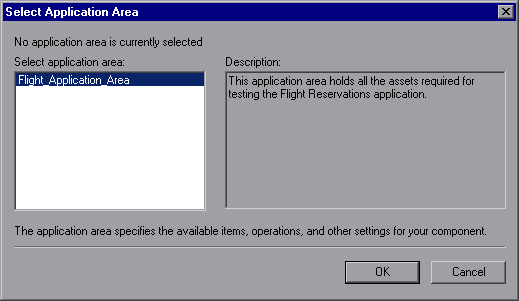 Select Application Area
No application area is currently selected
Select application area:
Description:
Flight_Application_Area
This application area holds all the assets required for
testing the Flight Reservations application.
The application area specifies the available items, operations, and other settings for your component.
OK
Cancel